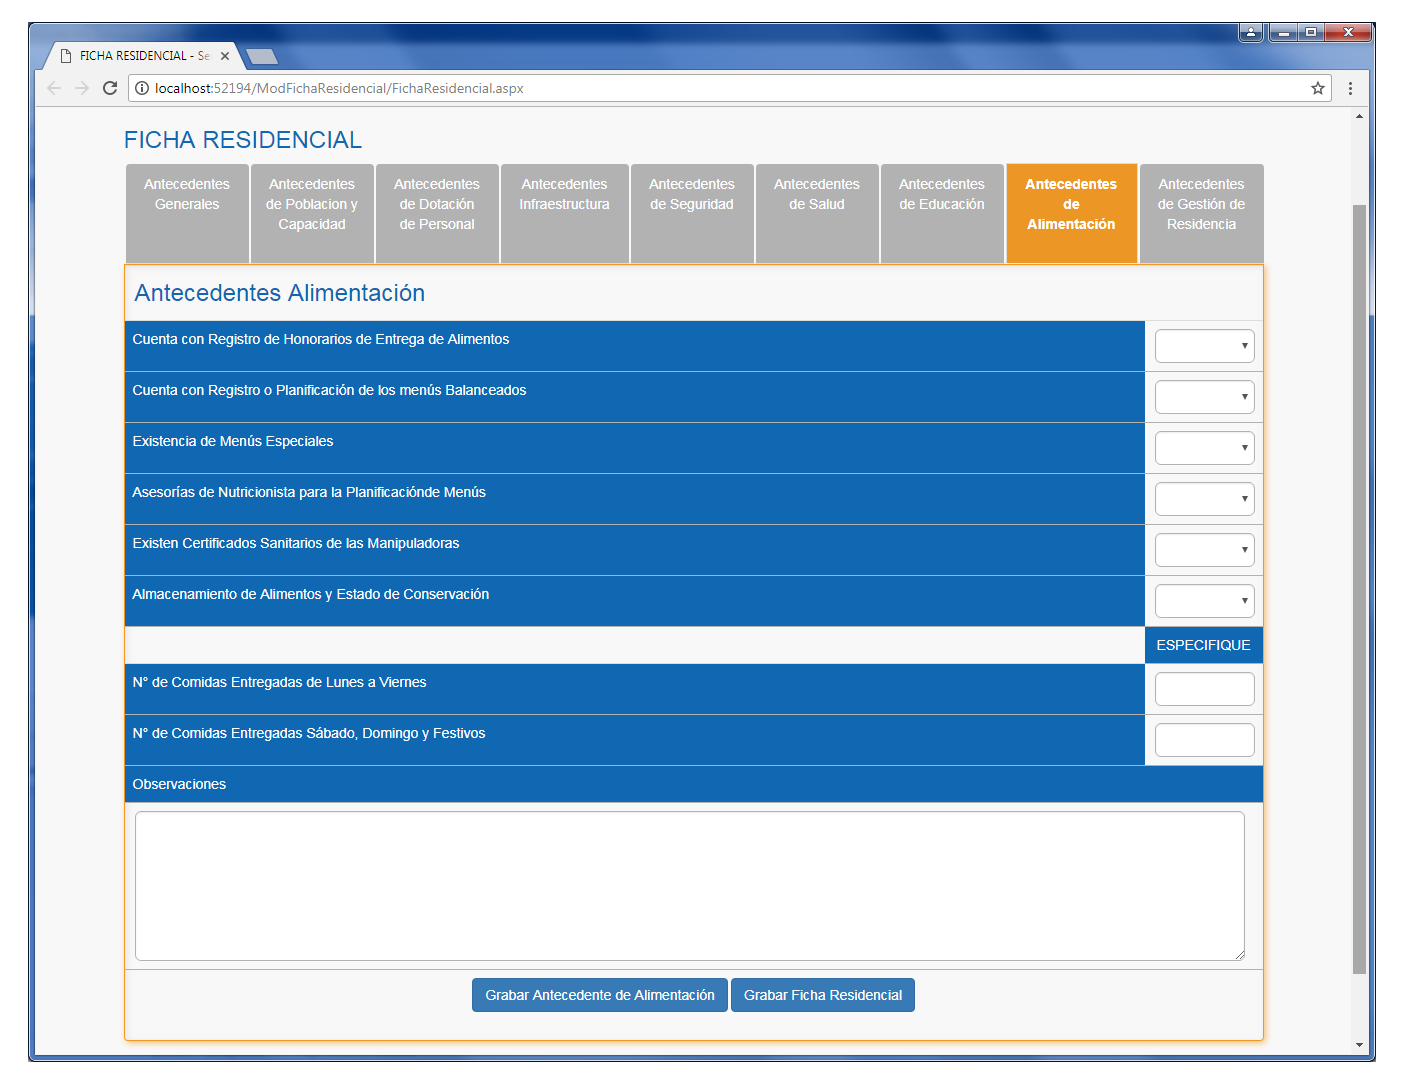 FICHA RESIDENCIAL - Se
localhost:52194/ModFichaResidencial/FichaResidencial.aspx
FICHA RESIDENCIAL
Antecedentes
Generales
Antecedentes
de Poblacion y
Capacidad
Antecedentes
de Dotación
de Personal
Antecedentes
Infraestructura
Antecedentes
de Seguridad
Antecedentes
de Salud
Antecedentes
de Educación
Antecedentes
de
Alimentación
Antecedentes
de Gestión de
Residencia
Antecedentes Alimentación
Cuenta con Registro de Honorarios de Entrega de Alimentos
Cuenta con Registro o Planificación de los menús Balanceados
Existencia de Menús Especiales
Asesorías de Nutricionista para la Planificaciónde Menús
Existen Certificados Sanitarios de las Manipuladoras
Almacenamiento de Alimentos y Estado de Conservación
ESPECIFIQUE
N° de Comidas Entregadas de Lunes a Viernes
N° de Comidas Entregadas Sábado, Domingo y Festivos
Observaciones
Grabar Antecedente de Alimentación
Grabar Ficha Residencial